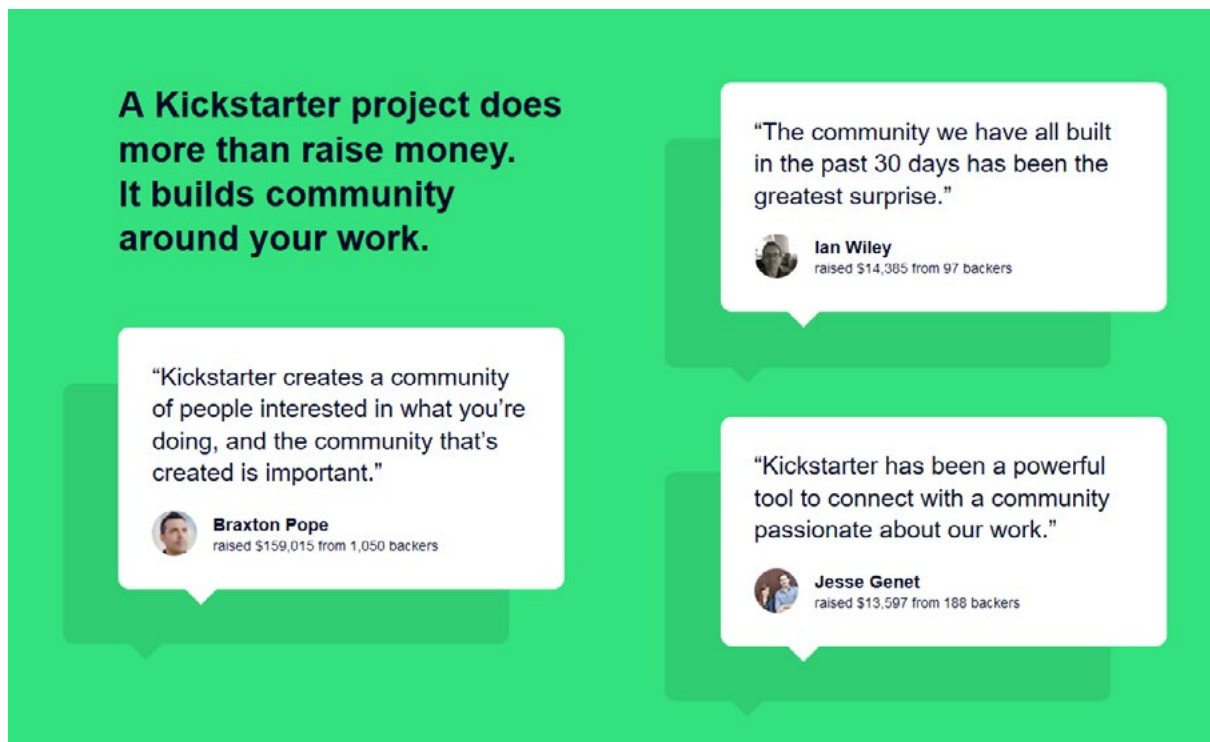 A Kickstarter project does
more than raise money.
It builds community
around your work.
“Kickstarter creates a community
of people interested in what you’re
doing, and the community that’s
created is important.”
Braxton Pope
raised $159,015 from 1,050 backers
“The community we have all built
in the past 30 days has been the
greatest surprise.”
Ian Wiley
raised $14,385 from 97 backers
“Kickstarter has been a powerful
tool to connect with a community
passionate about our work.”
Jesse Genet
raised $13,597 from 188 backers